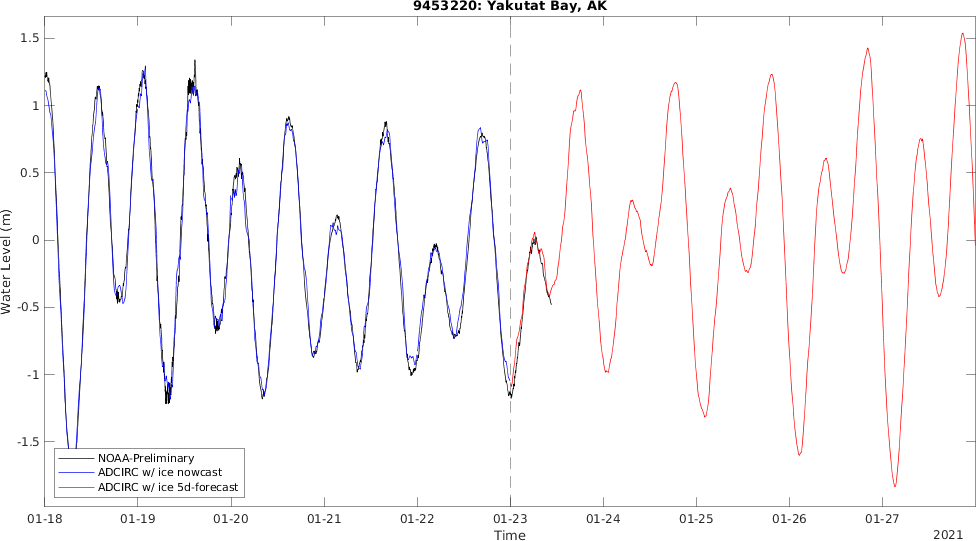 9453220: Yakutat Bay, AK
Water Level (m)
1.5
1
0.5
0
-0.5
-1
-1.5
NOAA-Preliminary
ADCIRC w/ ice nowcast
ADCIRC w/ ice 5d-forecast
01-18 01-19 01-20 01-21 01-22 01-23 01-24 01-25 01-26 01-27
Time
2021